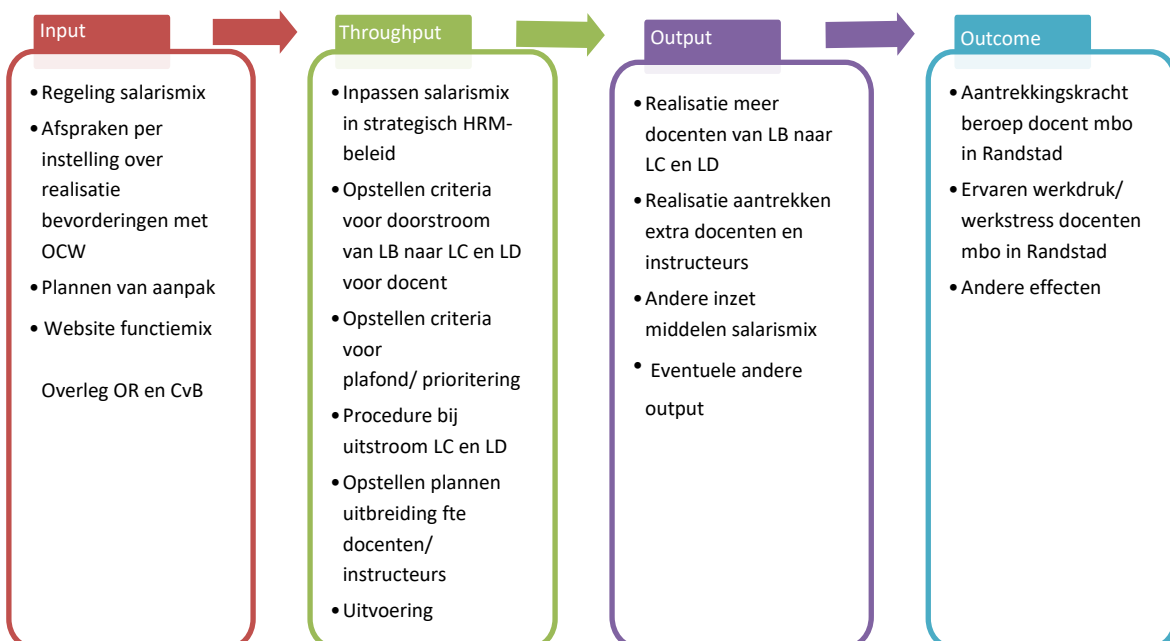 Input
• Regeling salarismix
• Afspraken per
instelling over
realisatie
bevorderingen met
OCW
• Plannen van aanpak
• Website functiemix
Overleg OR en CvB
Throughput
• Inpassen salarismix
in strategisch HRM-
beleid
• Opstellen criteria
voor doorstroom
van LB naar LC en LD
voor docent
• Opstellen criteria
voor
plafond/ prioritering
• Procedure bij
uitstroom LC en LD
• Opstellen plannen
uitbreiding fte
docenten/
instructeurs
• Uitvoering
Output
• Realisatie meer
docenten van LB naar
LC en LD
• Realisatie aantrekken
extra docenten en
instructeurs
• Andere inzet
middelen salarismix
• Eventuele andere
output
Outcome
• Aantrekkingskracht
beroep docent mbo
in Randstad
• Ervaren werkdruk/
werkstress docenten
mbo in Randstad
• Andere effecten